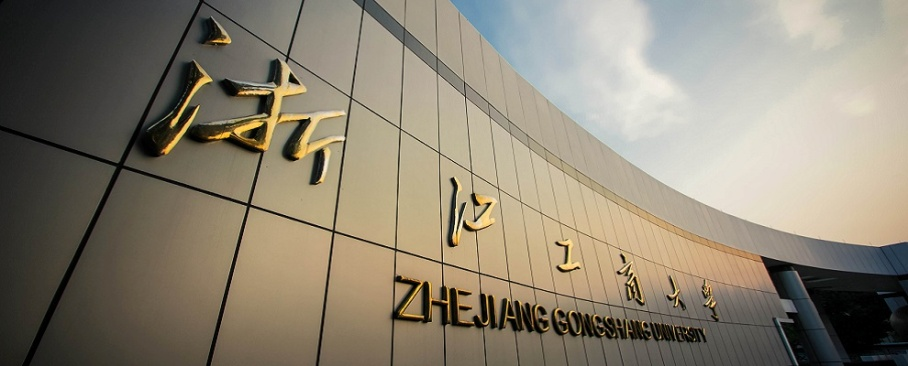 浙江工商大学
ZHEJIANG GONGSHANG UNIVERSITY